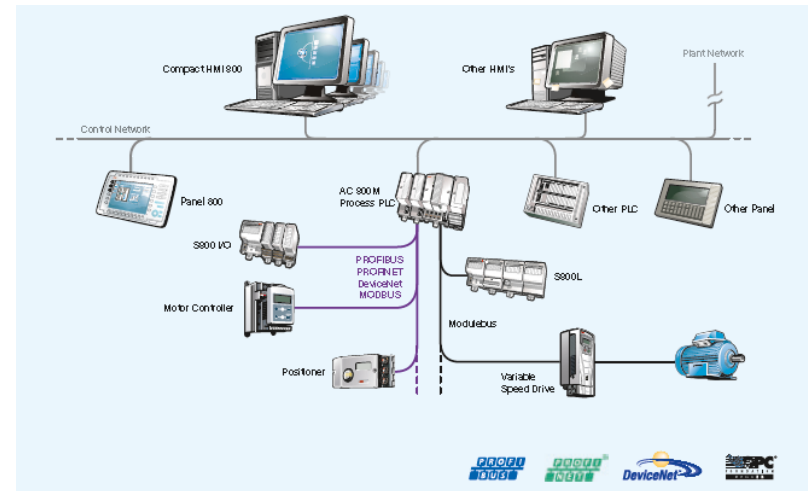 Compact HMI 800
Other HMI's
Plant Network
Control Network
Panel 800
AC 800M
Process PLC
Other PLC
Other Panel
S800 I/O
PROFIBUS
PROFINET
DeviceNet
MODBUS
S800L
Motor Controller
Modulebus
Positioner
Variable
Speed Drive
PROFI
BUS
PROFI
NET
DeviceNet